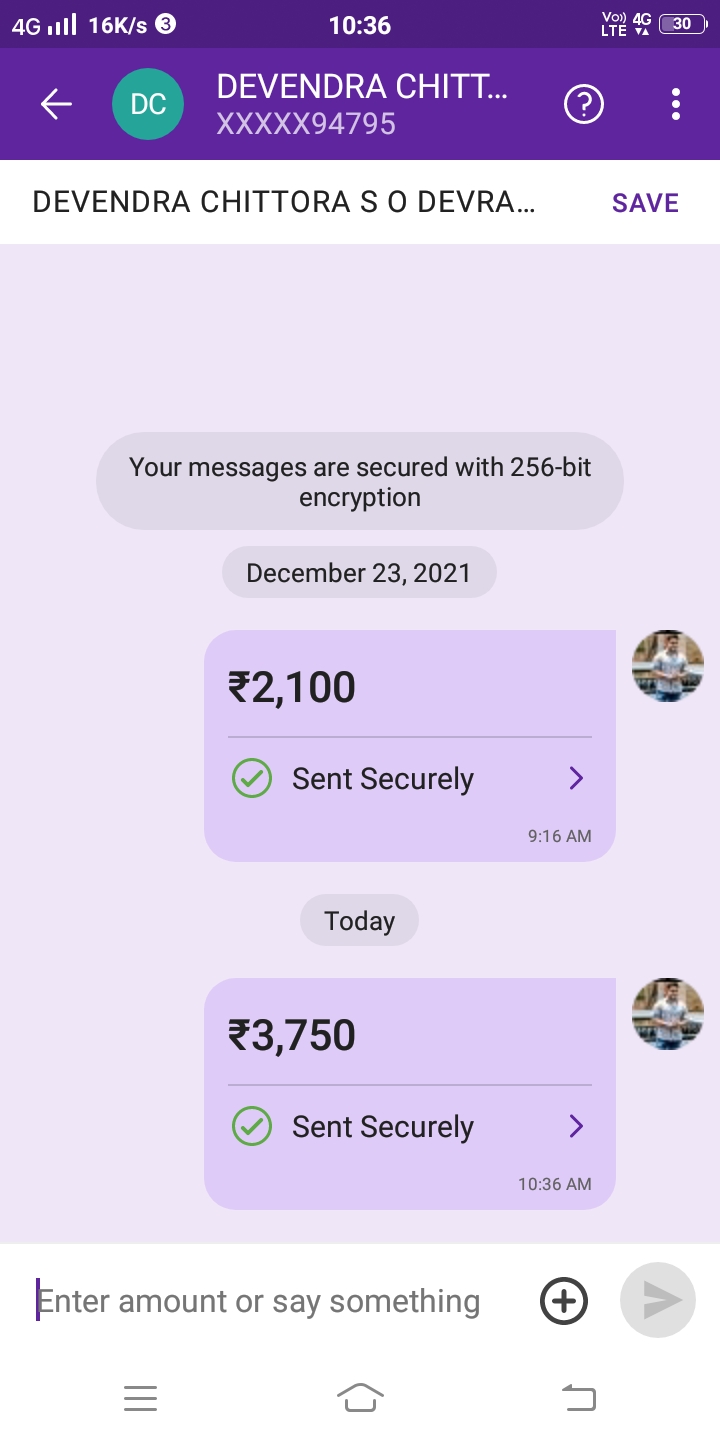 4G 16K/s 3 10:36 Vo)) LTE 4G 30
DEVENDRA CHITT...
DC
XXXXX94795
?
DEVENDRA CHITTORA S O DEVRA... SAVE
Your messages are secured with 256-bit
encryption
December 23, 2021
₹2,100
Sent Securely
9:16 AM
Today
₹3,750
Sent Securely
10:36 AM
Enter amount or say something